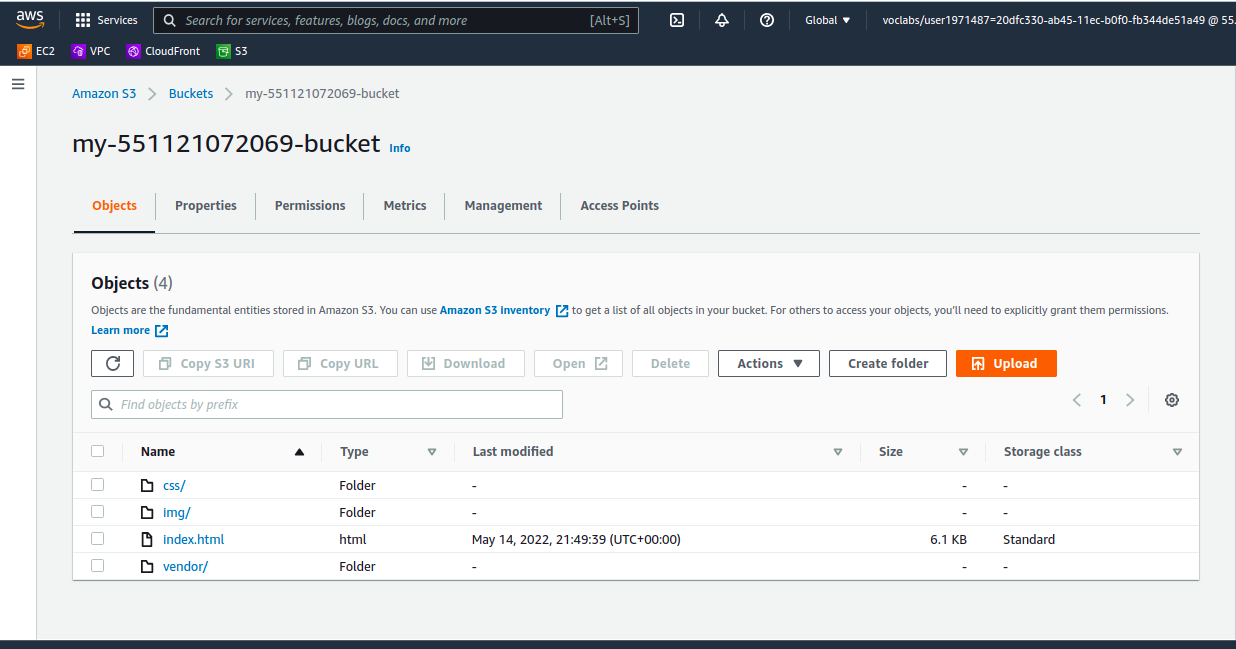 aws Services Search for services, features, blogs, docs, and more [Alt+S] Global ▼ voclabs/user1971487=20dfc330-ab45-11ec-b0f0-fb344de51a49 @ 55
EC2 VPC CloudFront S3
Amazon S3 > Buckets > my-551121072069-bucket
my-551121072069-bucket Info
Objects Properties Permissions Metrics Management Access Points
Objects (4)
Objects are the fundamental entities stored in Amazon S3. You can use Amazon S3 Inventory to get a list of all objects in your bucket. For others to access your objects, you'll need to explicitly grant them permissions.
Learn more
Copy S3 URI Copy URL Download Open Delete Actions ▼ Create folder Upload
Find objects by prefix < 1 >
Name ▲ Type ▽ Last modified ▽ Size ▽ Storage class ▽
css/ Folder - - -
img/ Folder - - -
index.html html May 14, 2022, 21:49:39 (UTC+00:00) 6.1 KB Standard
vendor/ Folder - - -